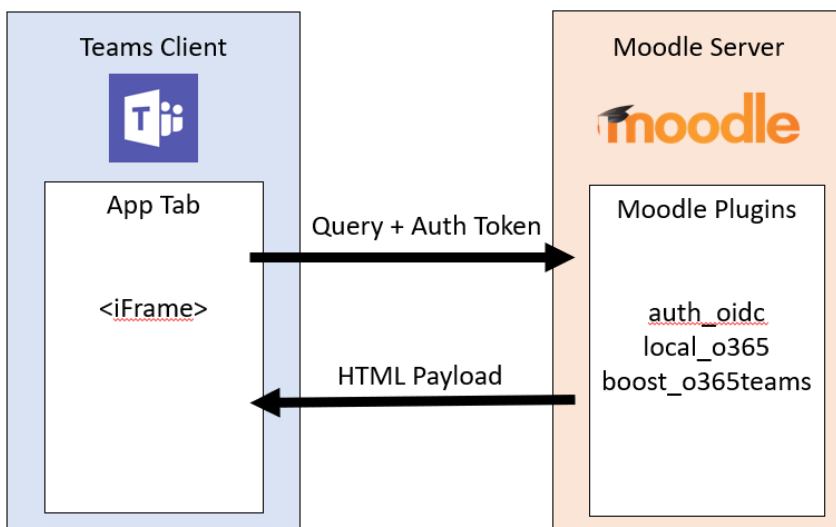 Teams Client
Moodle Server
T
moodle
App Tab
Moodle Plugins
Query + Auth Token
<iFrame>
auth_oidc
local_o365
boost_o365teams
HTML Payload